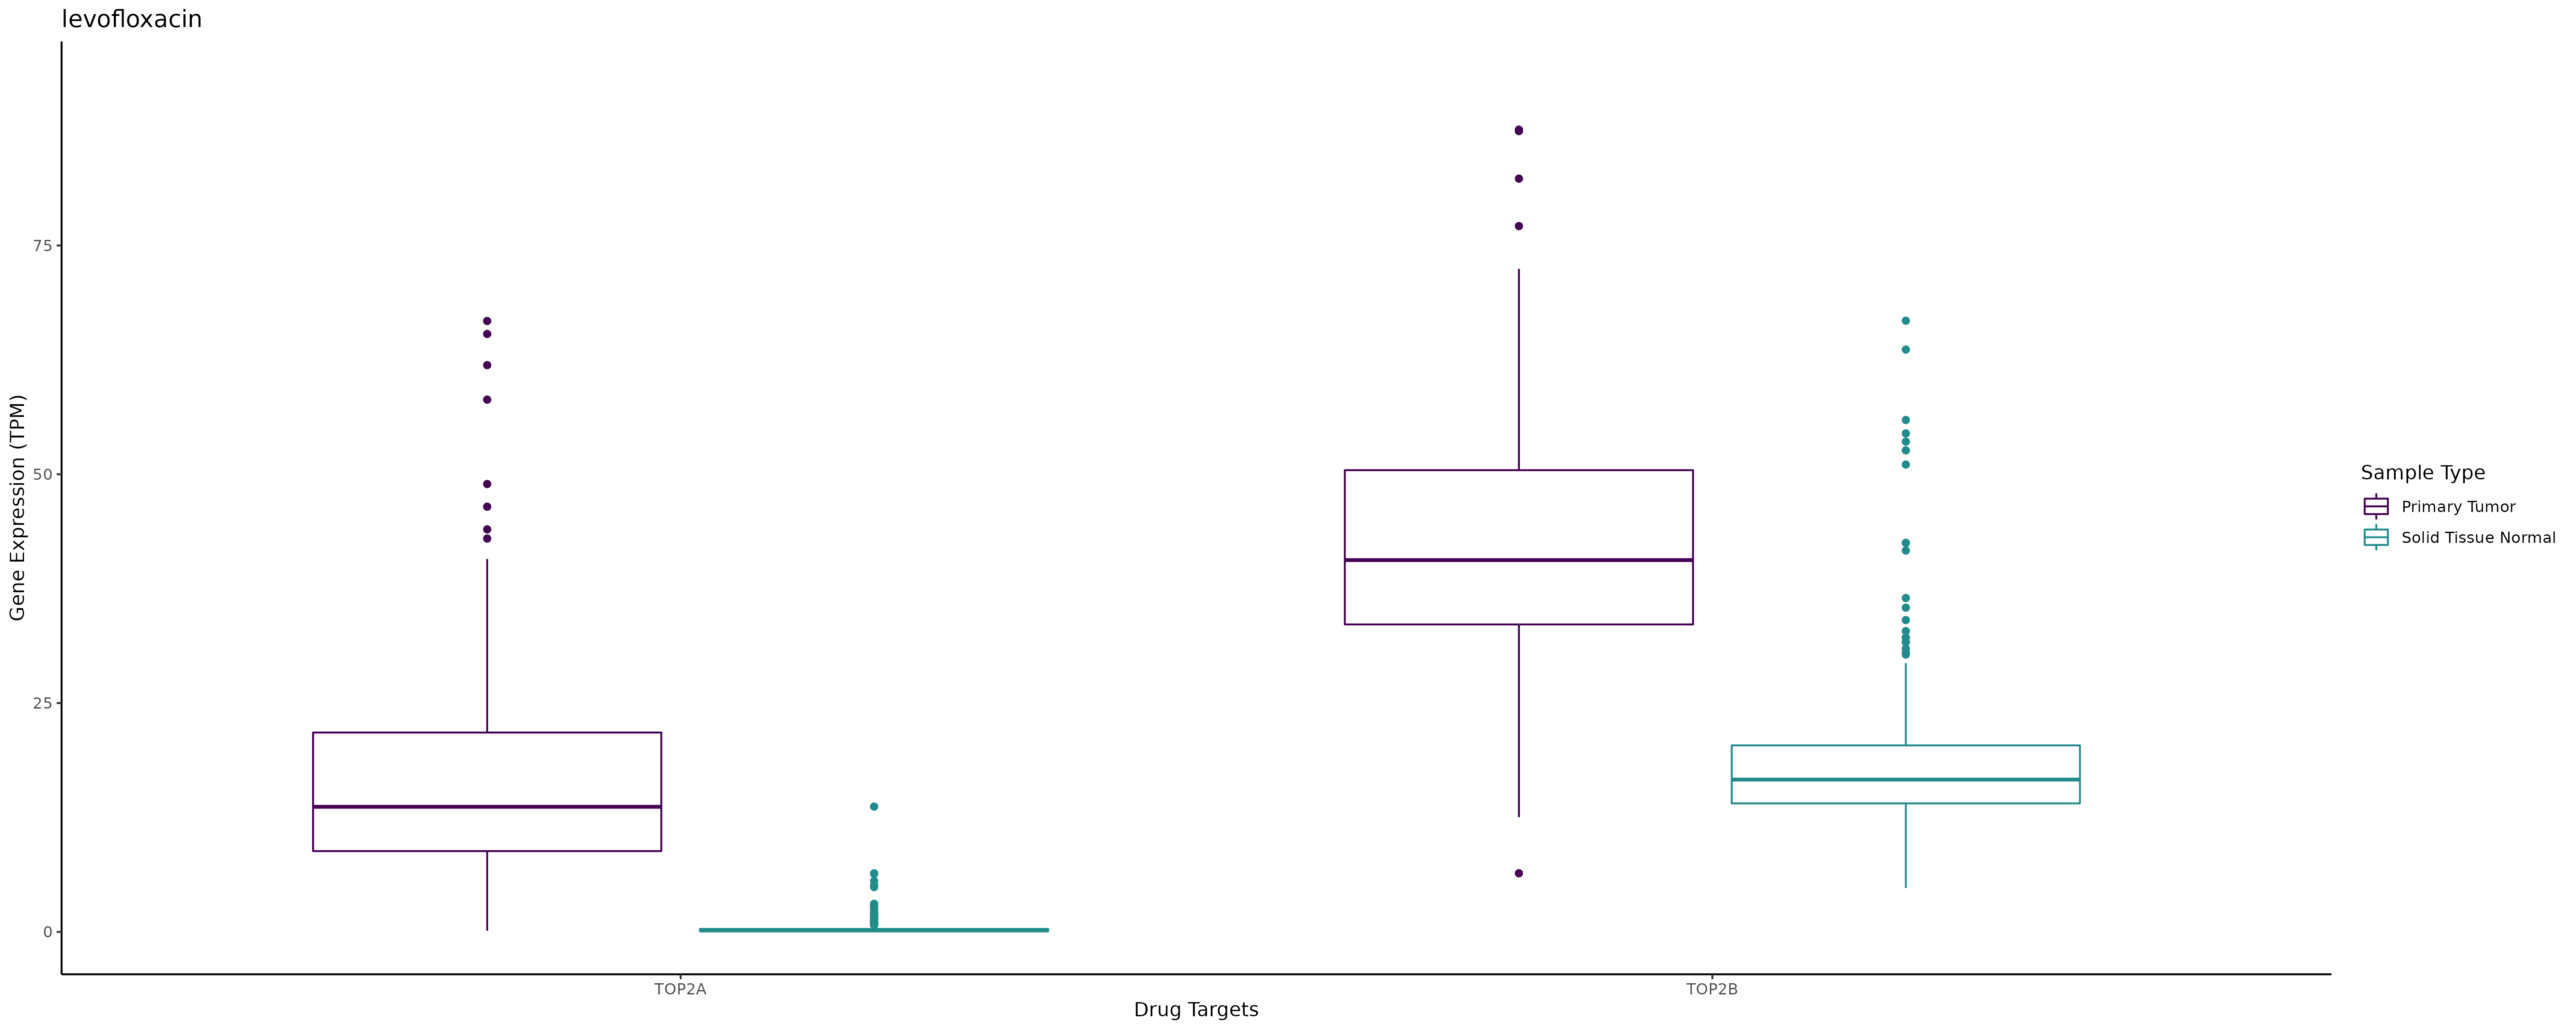 levofloxacin
Gene Expression (TPM)
75
50
25
0
TOP2A
TOP2B
Drug Targets
Sample Type
Primary Tumor
Solid Tissue Normal